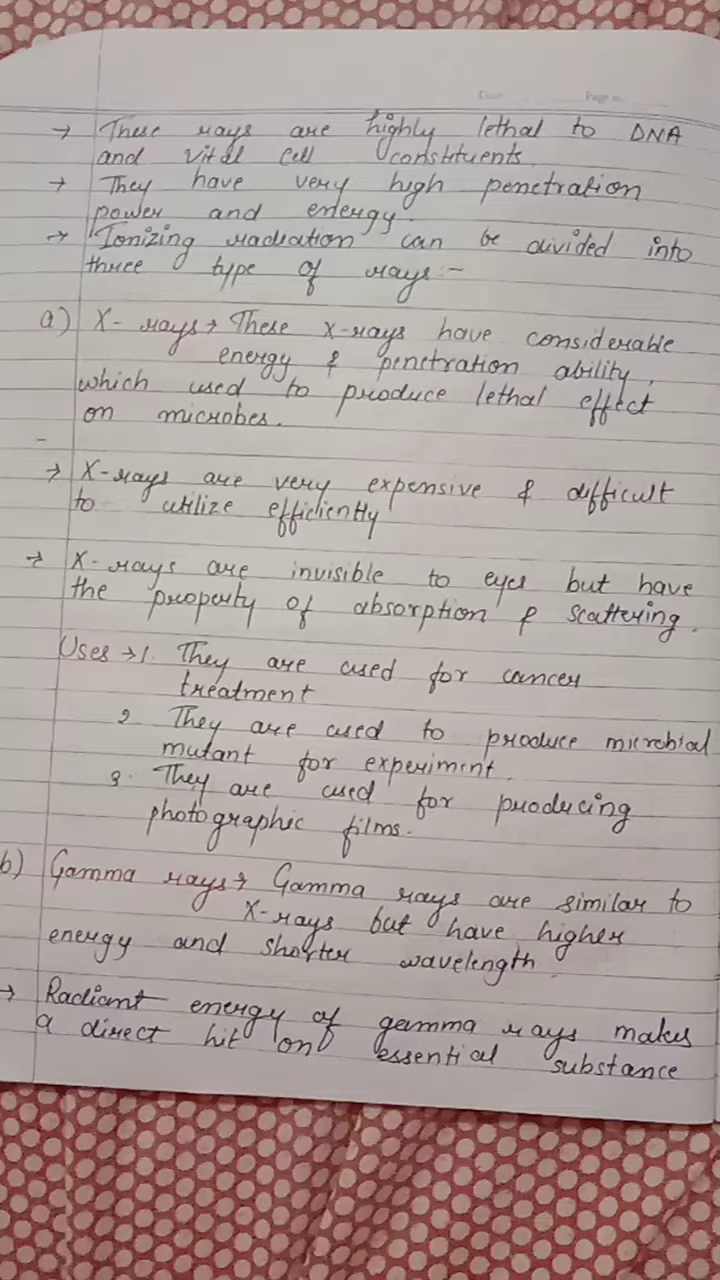 Page no.
→ These rays are highly lethal to DNA
and vital cell constituents.
→ They have very high penetration
power and energy.
→ Ionizing radiation can be divided into
three type of rays :-
a) X-rays → These X-rays have considerable
energy & penetration ability,
which used to produce lethal effect
on microbes.
→ X-rays are very expensive & difficult
to utilize efficiently
→ X-rays are invisible to eyes but have
the property of absorption & scattering.
Uses → 1. They are used for cancer
treatment
2. They are used to produce microbial
mutant for experiment.
3. They are used for producing
photographic films.
b) Gamma rays → Gamma rays are similar to
X-rays but have higher
energy and shorter wavelength.
→ Radiant energy of gamma rays makes
a direct hit on essential substance